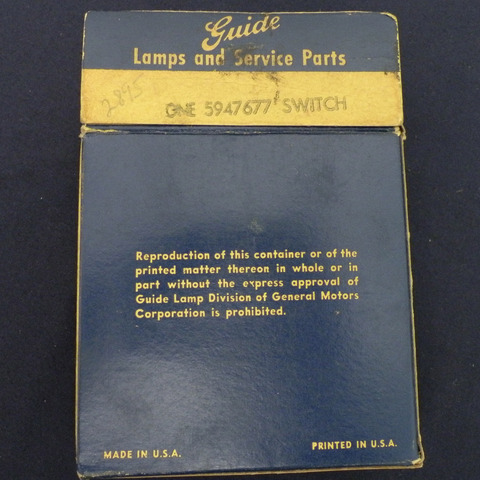 Guide
Lamps and Service Parts
2895
ONE 5947677 SWITCH
Reproduction of this container or of the
printed matter thereon in whole or in
part without the express approval of
Guide Lamp Division of General Motors
Corporation is prohibited.
MADE IN U.S.A.
PRINTED IN U.S.A.